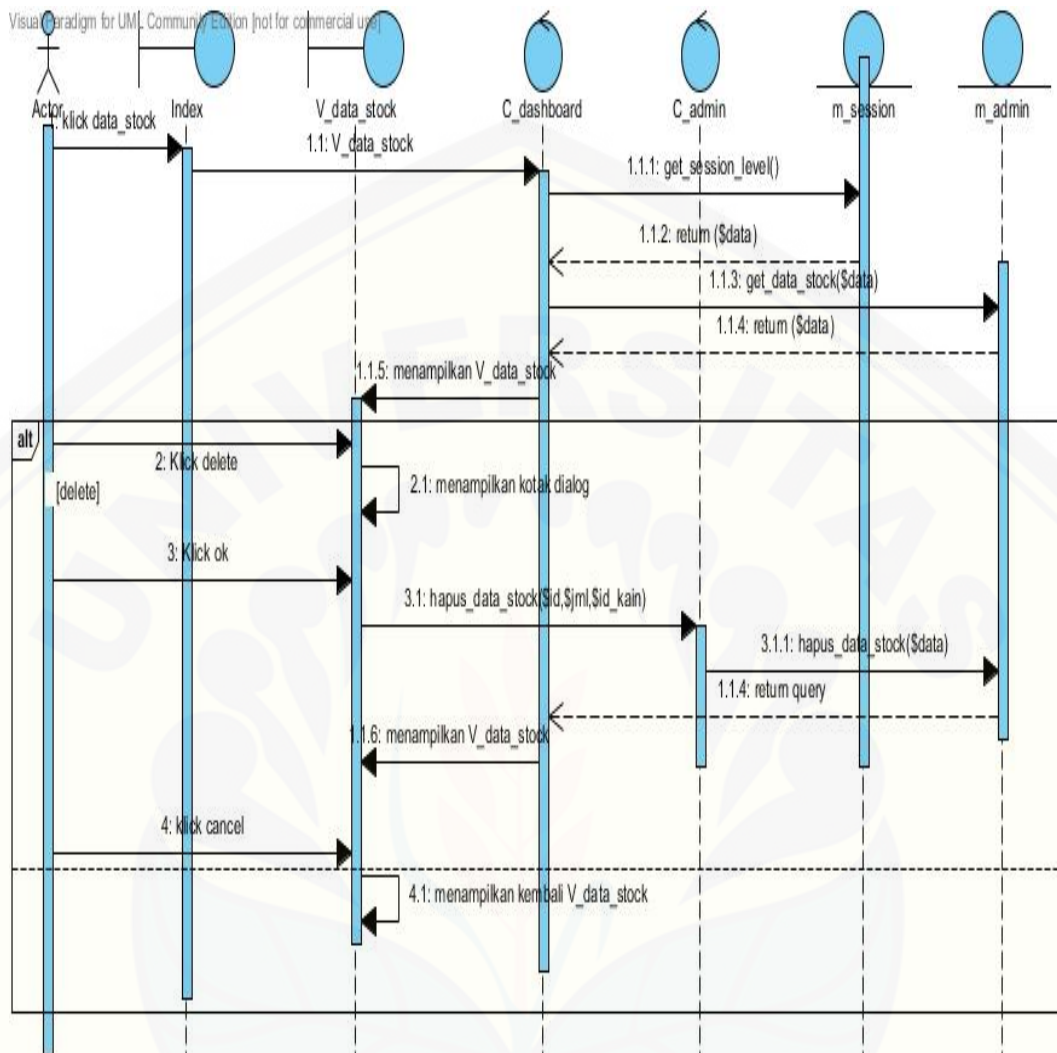 Visual Paradigm for UML Community Edition [not for commercial use]
Actor
Index
V_data_stock
C_dashboard
C_admin
m_session
m_admin
: klick data_stock
1.1: V_data_stock
1.1.1: get_session_level()
1.1.2: return ($data)
1.1.3: get_data_stock($data)
1.1.4: return ($data)
1.1.5: menampilkan V_data_stock
alt
2: Klick delete
[delete]
2.1: menampilkan kotak dialog
3: Klick ok
3.1: hapus_data_stock($id,$jml,$id_kain)
3.1.1: hapus_data_stock($data)
1.1.4: return query
1.1.6: menampilkan V_data_stock
4: klick cancel
4.1: menampilkan kembali V_data_stock
UNIVERSITAS